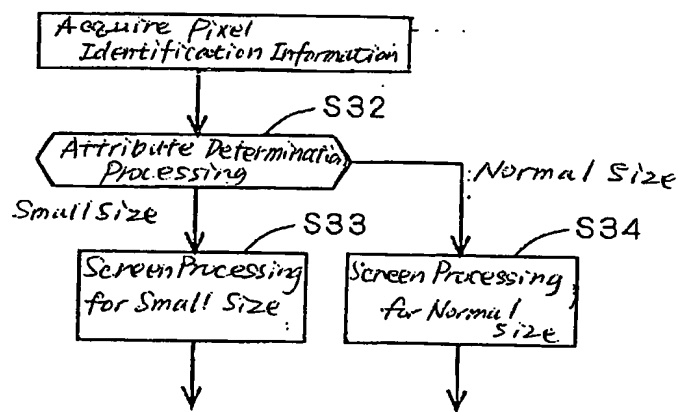 Acquire Pixel
Identification Information
S32
Attribute Determination
Processing
Normal Size
Small Size
S33
S34
Screen Processing
for Small Size
Screen Processing
for Normal
Size